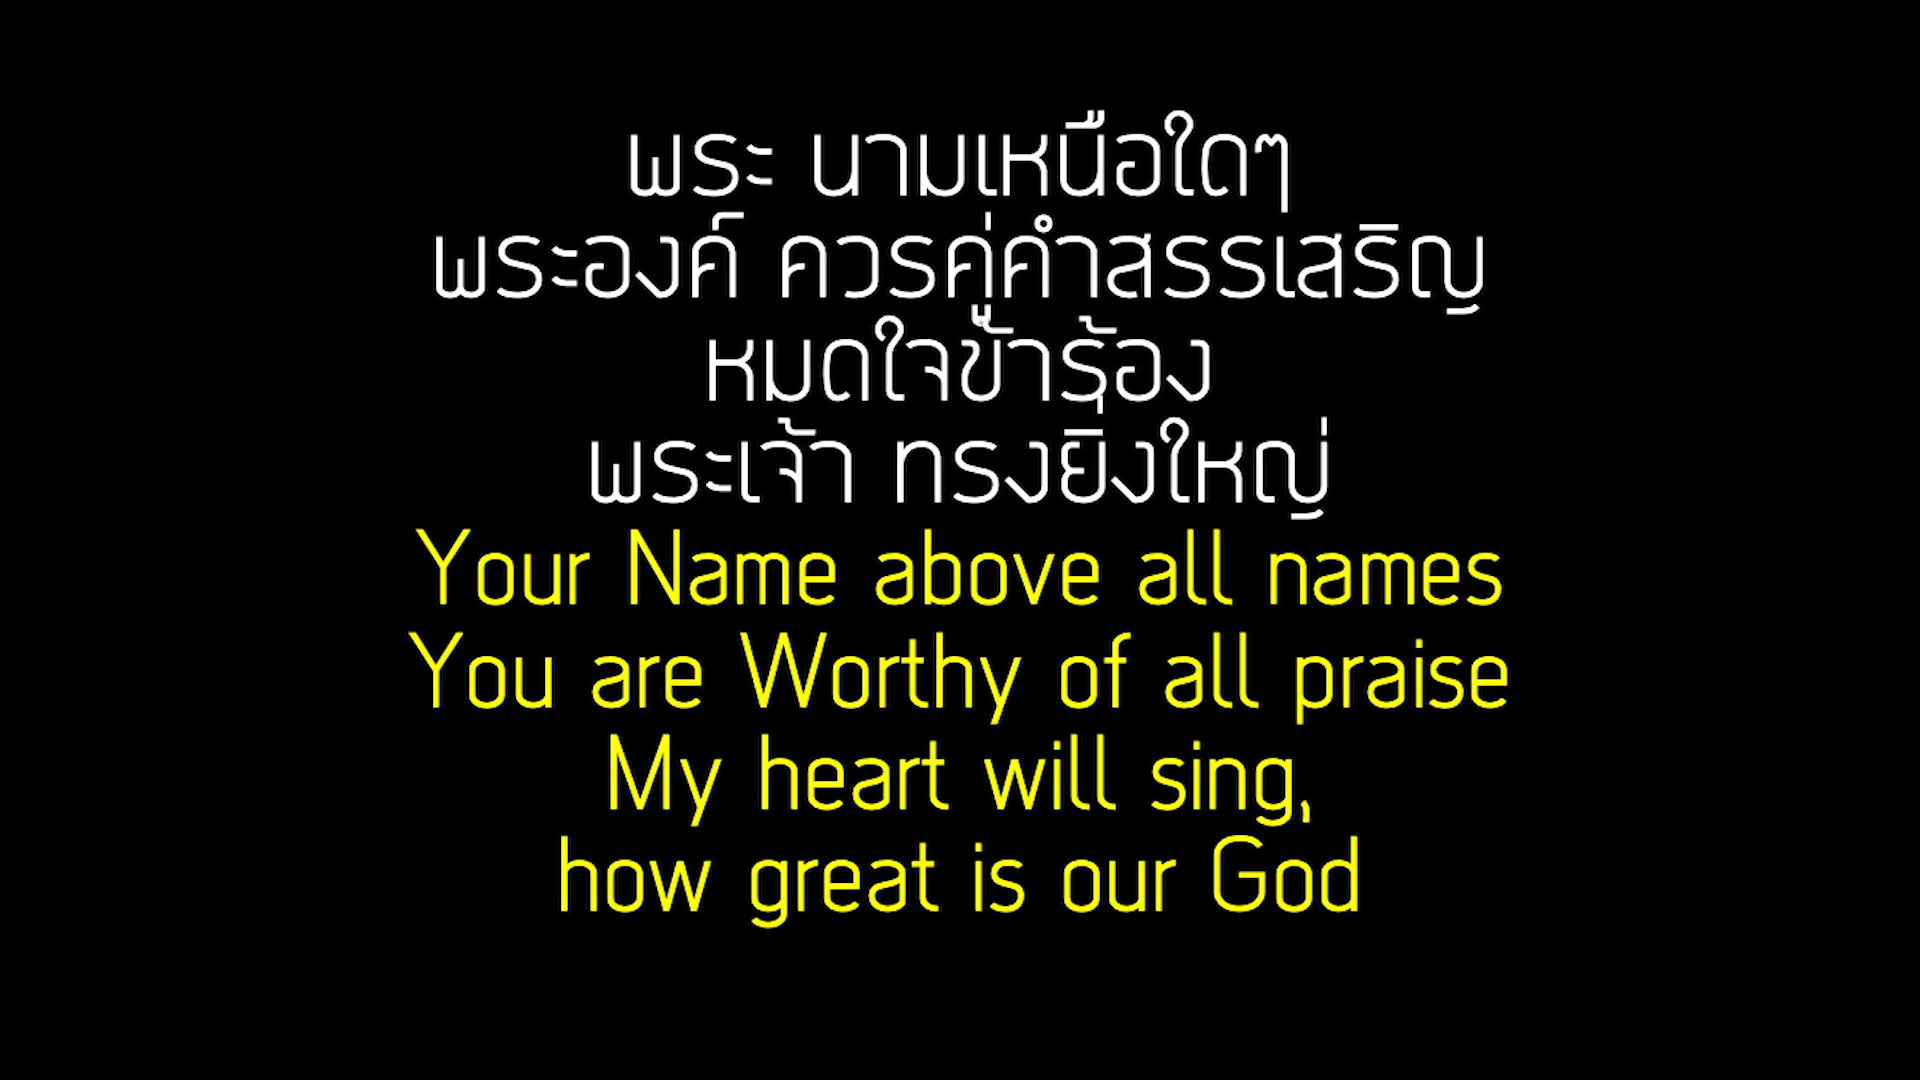 พระ นามเหนือใดๆ
พระองค์ ควรคู่คำสรรเสริญ
หมดใจข้าร้อง
พระเจ้า ทรงยิ่งใหญ่
Your Name above all names
You are Worthy of all praise
My heart will sing,
how great is our God